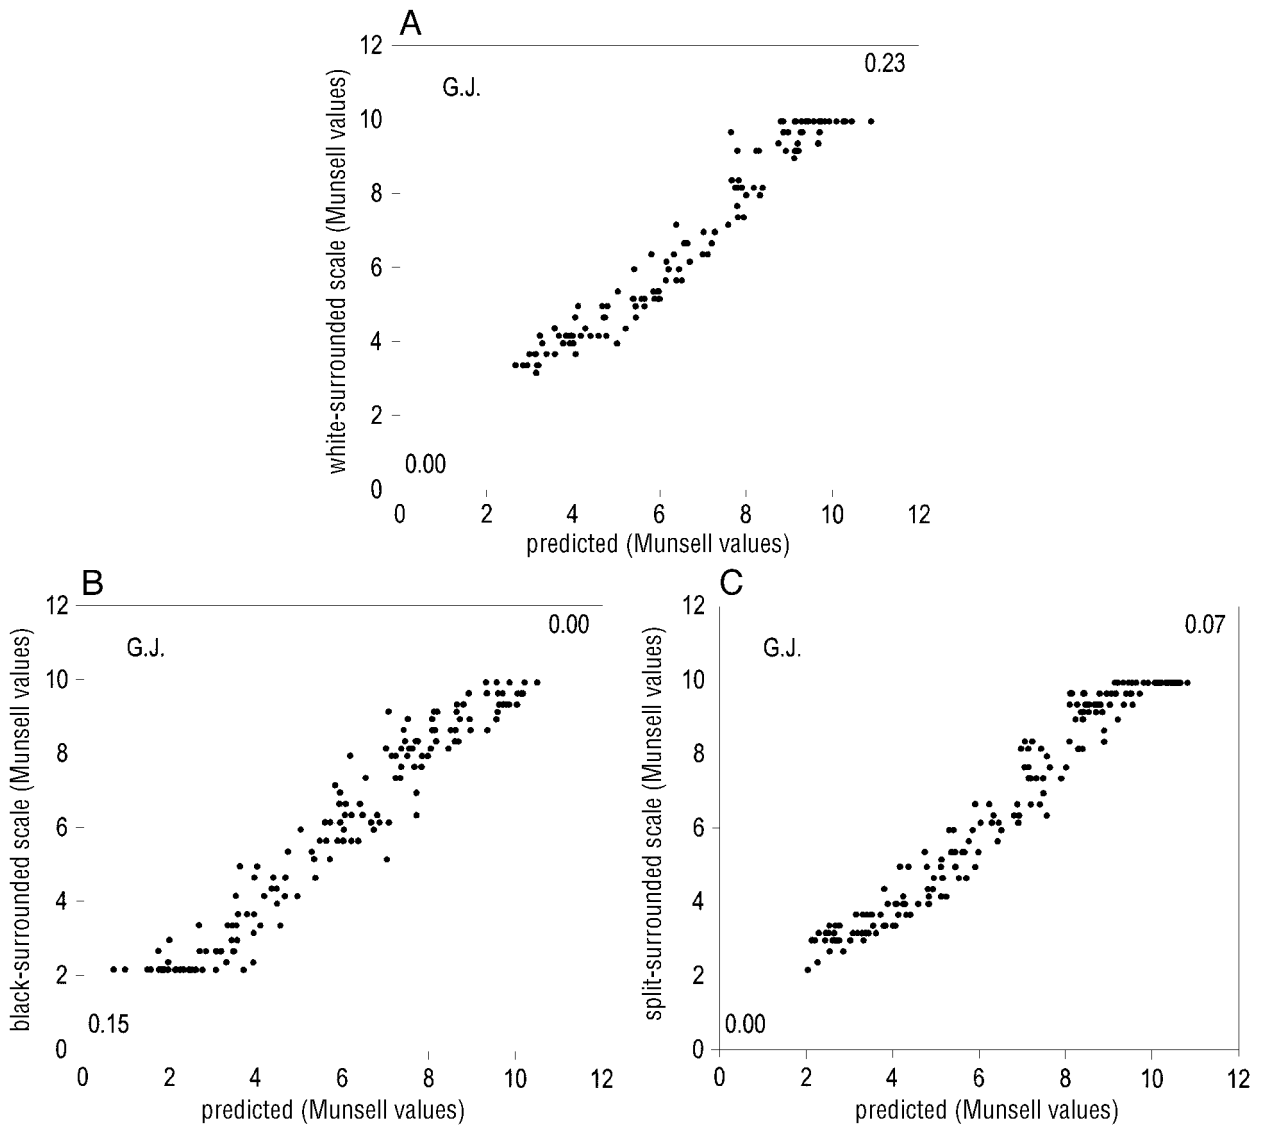 A
12
0.23
G.J.
10
8
6
4
2
0.00
0
0 2 4 6 8 10 12
white-surrounded scale (Munsell values)
predicted (Munsell values)
B
12
0.00
G.J.
10
8
6
4
2
0.15
0
0 2 4 6 8 10 12
black-surrounded scale (Munsell values)
predicted (Munsell values)
C
12
0.07
G.J.
10
8
6
4
2
0.00
0
0 2 4 6 8 10 12
split-surrounded scale (Munsell values)
predicted (Munsell values)